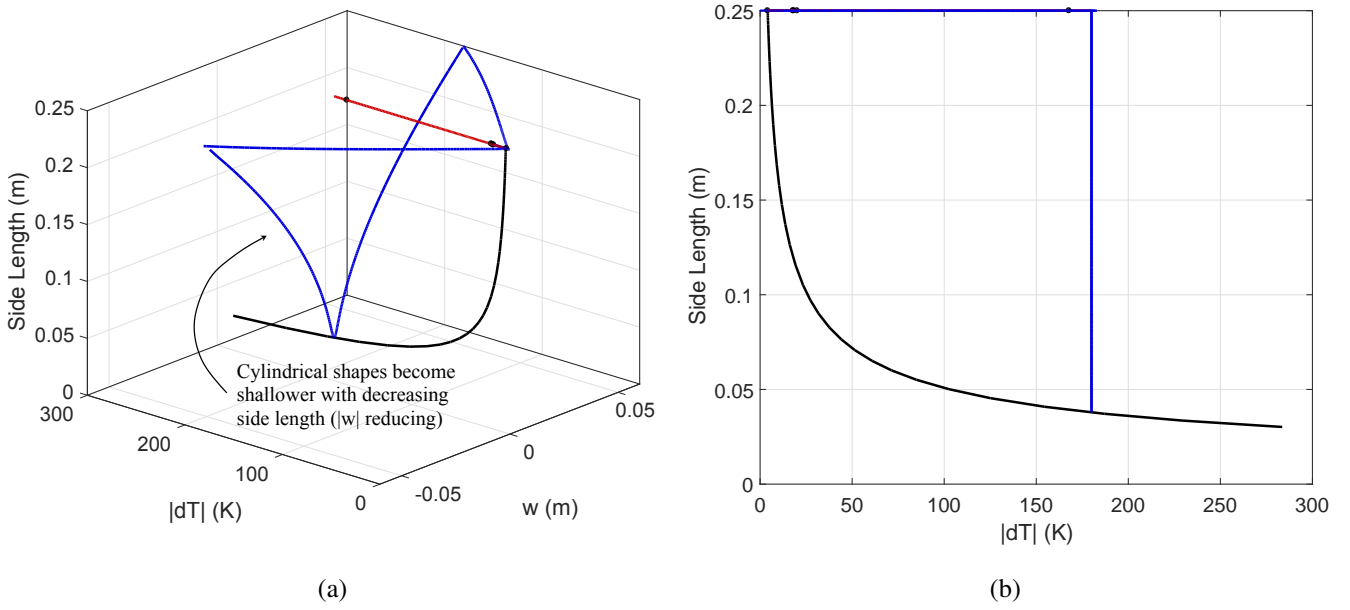 (a)
0.25
0.2
0.15
0.1
0.05
0
Side Length (m)
300
200
100
0
|dT| (K)
-0.05
0
0.05
w (m)
Cylindrical shapes become
shallower with decreasing
side length (|w| reducing)
(a)
(b)
0.25
0.2
0.15
0.1
0.05
0
Side Length (m)
0
50
100
150
200
250
300
|dT| (K)
(b)